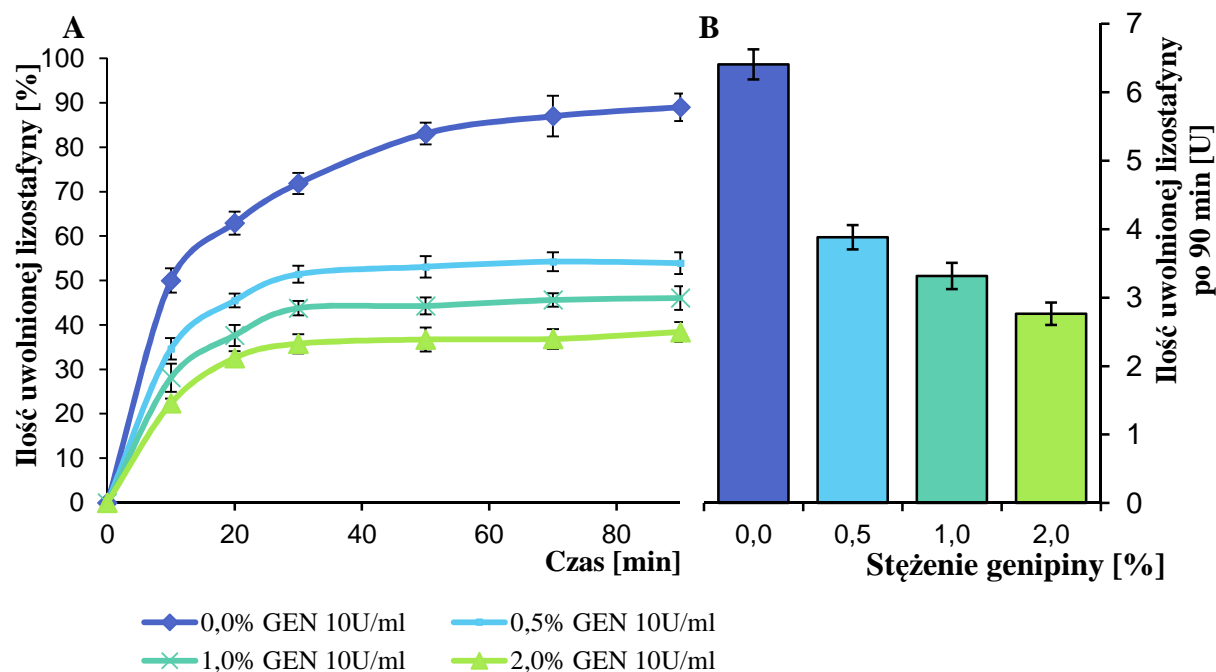 A
Ilość uwolnionej lizostafyny [%]
100
90
80
70
60
50
40
30
20
10
0
0
20
40
60
80
Czas [min]
B
7
6
5
4
3
2
1
0
Ilość uwolnionej lizostafyny
po 90 min [U]
0,0
0,5
1,0
2,0
Stężenie genipiny [%]
0,0% GEN 10U/ml
0,5% GEN 10U/ml
1,0% GEN 10U/ml
2,0% GEN 10U/ml